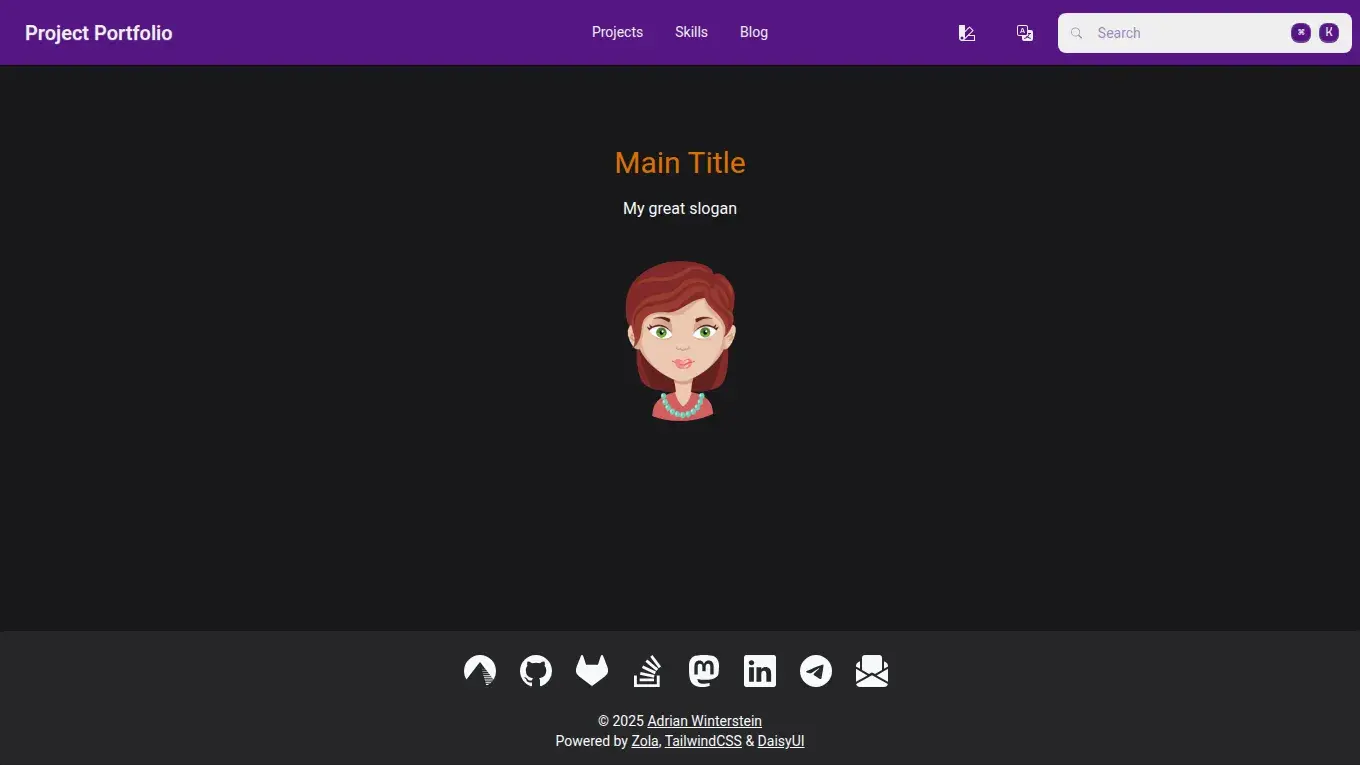 Project Portfolio
Projects Skills Blog
Search ⌘ K
Main Title
My great slogan
© 2025 Adrian Winterstein
Powered by Zola, TailwindCSS & DaisyUI